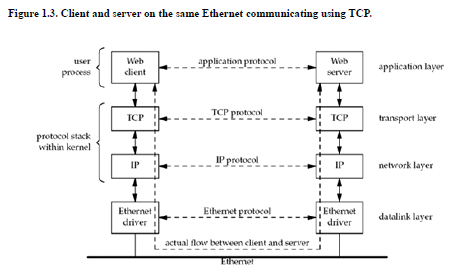 Figure 1.3. Client and server on the same Ethernet communicating using TCP.
user
process
Web
client
application protocol
Web
server
application layer
protocol stack
within kernel
TCP
TCP protocol
TCP
transport layer
IP
IP protocol
IP
network layer
Ethernet
driver
Ethernet protocol
Ethernet
driver
datalink layer
actual flow between client and server
Ethernet